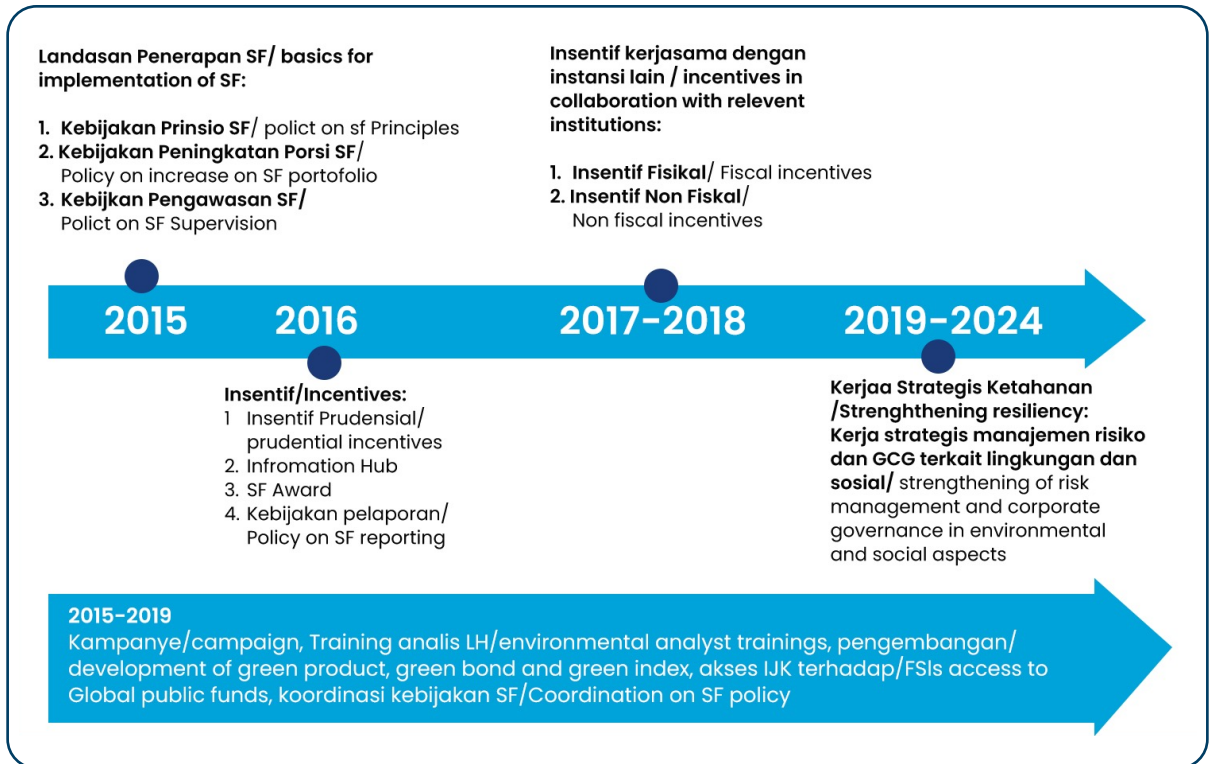 Landasan Penerapan SF/ basics for
implementation of SF:
1. Kebijakan Prinsio SF/ polict on sf Principles
2. Kebijakan Peningkatan Porsi SF/
Policy on increase on SF portofolio
3. Kebijkan Pengawasan SF/
Polict on SF Supervision
Insentif kerjasama dengan
instansi lain / incentives in
collaboration with relevent
institutions:
1. Insentif Fisikal/ Fiscal incentives
2. Insentif Non Fiskal/
Non fiscal incentives
2015
2016
2017-2018
2019-2024
Insentif/Incentives:
1 Insentif Prudensial/
prudential incentives
2. Infromation Hub
3. SF Award
4. Kebijakan pelaporan/
Policy on SF reporting
Kerjaa Strategis Ketahanan
/Strenghthening resiliency:
Kerja strategis manajemen risiko
dan GCG terkait lingkungan dan
sosial/ strengthening of risk
management and corporate
governance in environmental
and social aspects
2015-2019
Kampanye/campaign, Training analis LH/environmental analyst trainings, pengembangan/
development of green product, green bond and green index, akses IJK terhadap/FSIs access to
Global public funds, koordinasi kebijakan SF/Coordination on SF policy